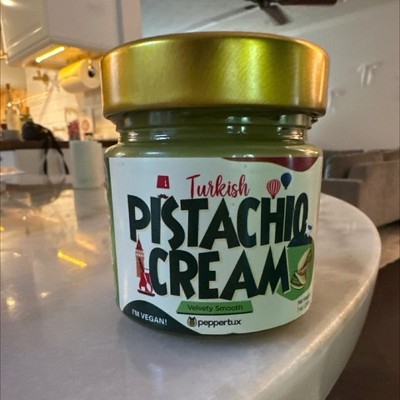 Turkish
PISTACHIO
CREAM
Velvety Smooth
I'M VEGAN!
peppertux